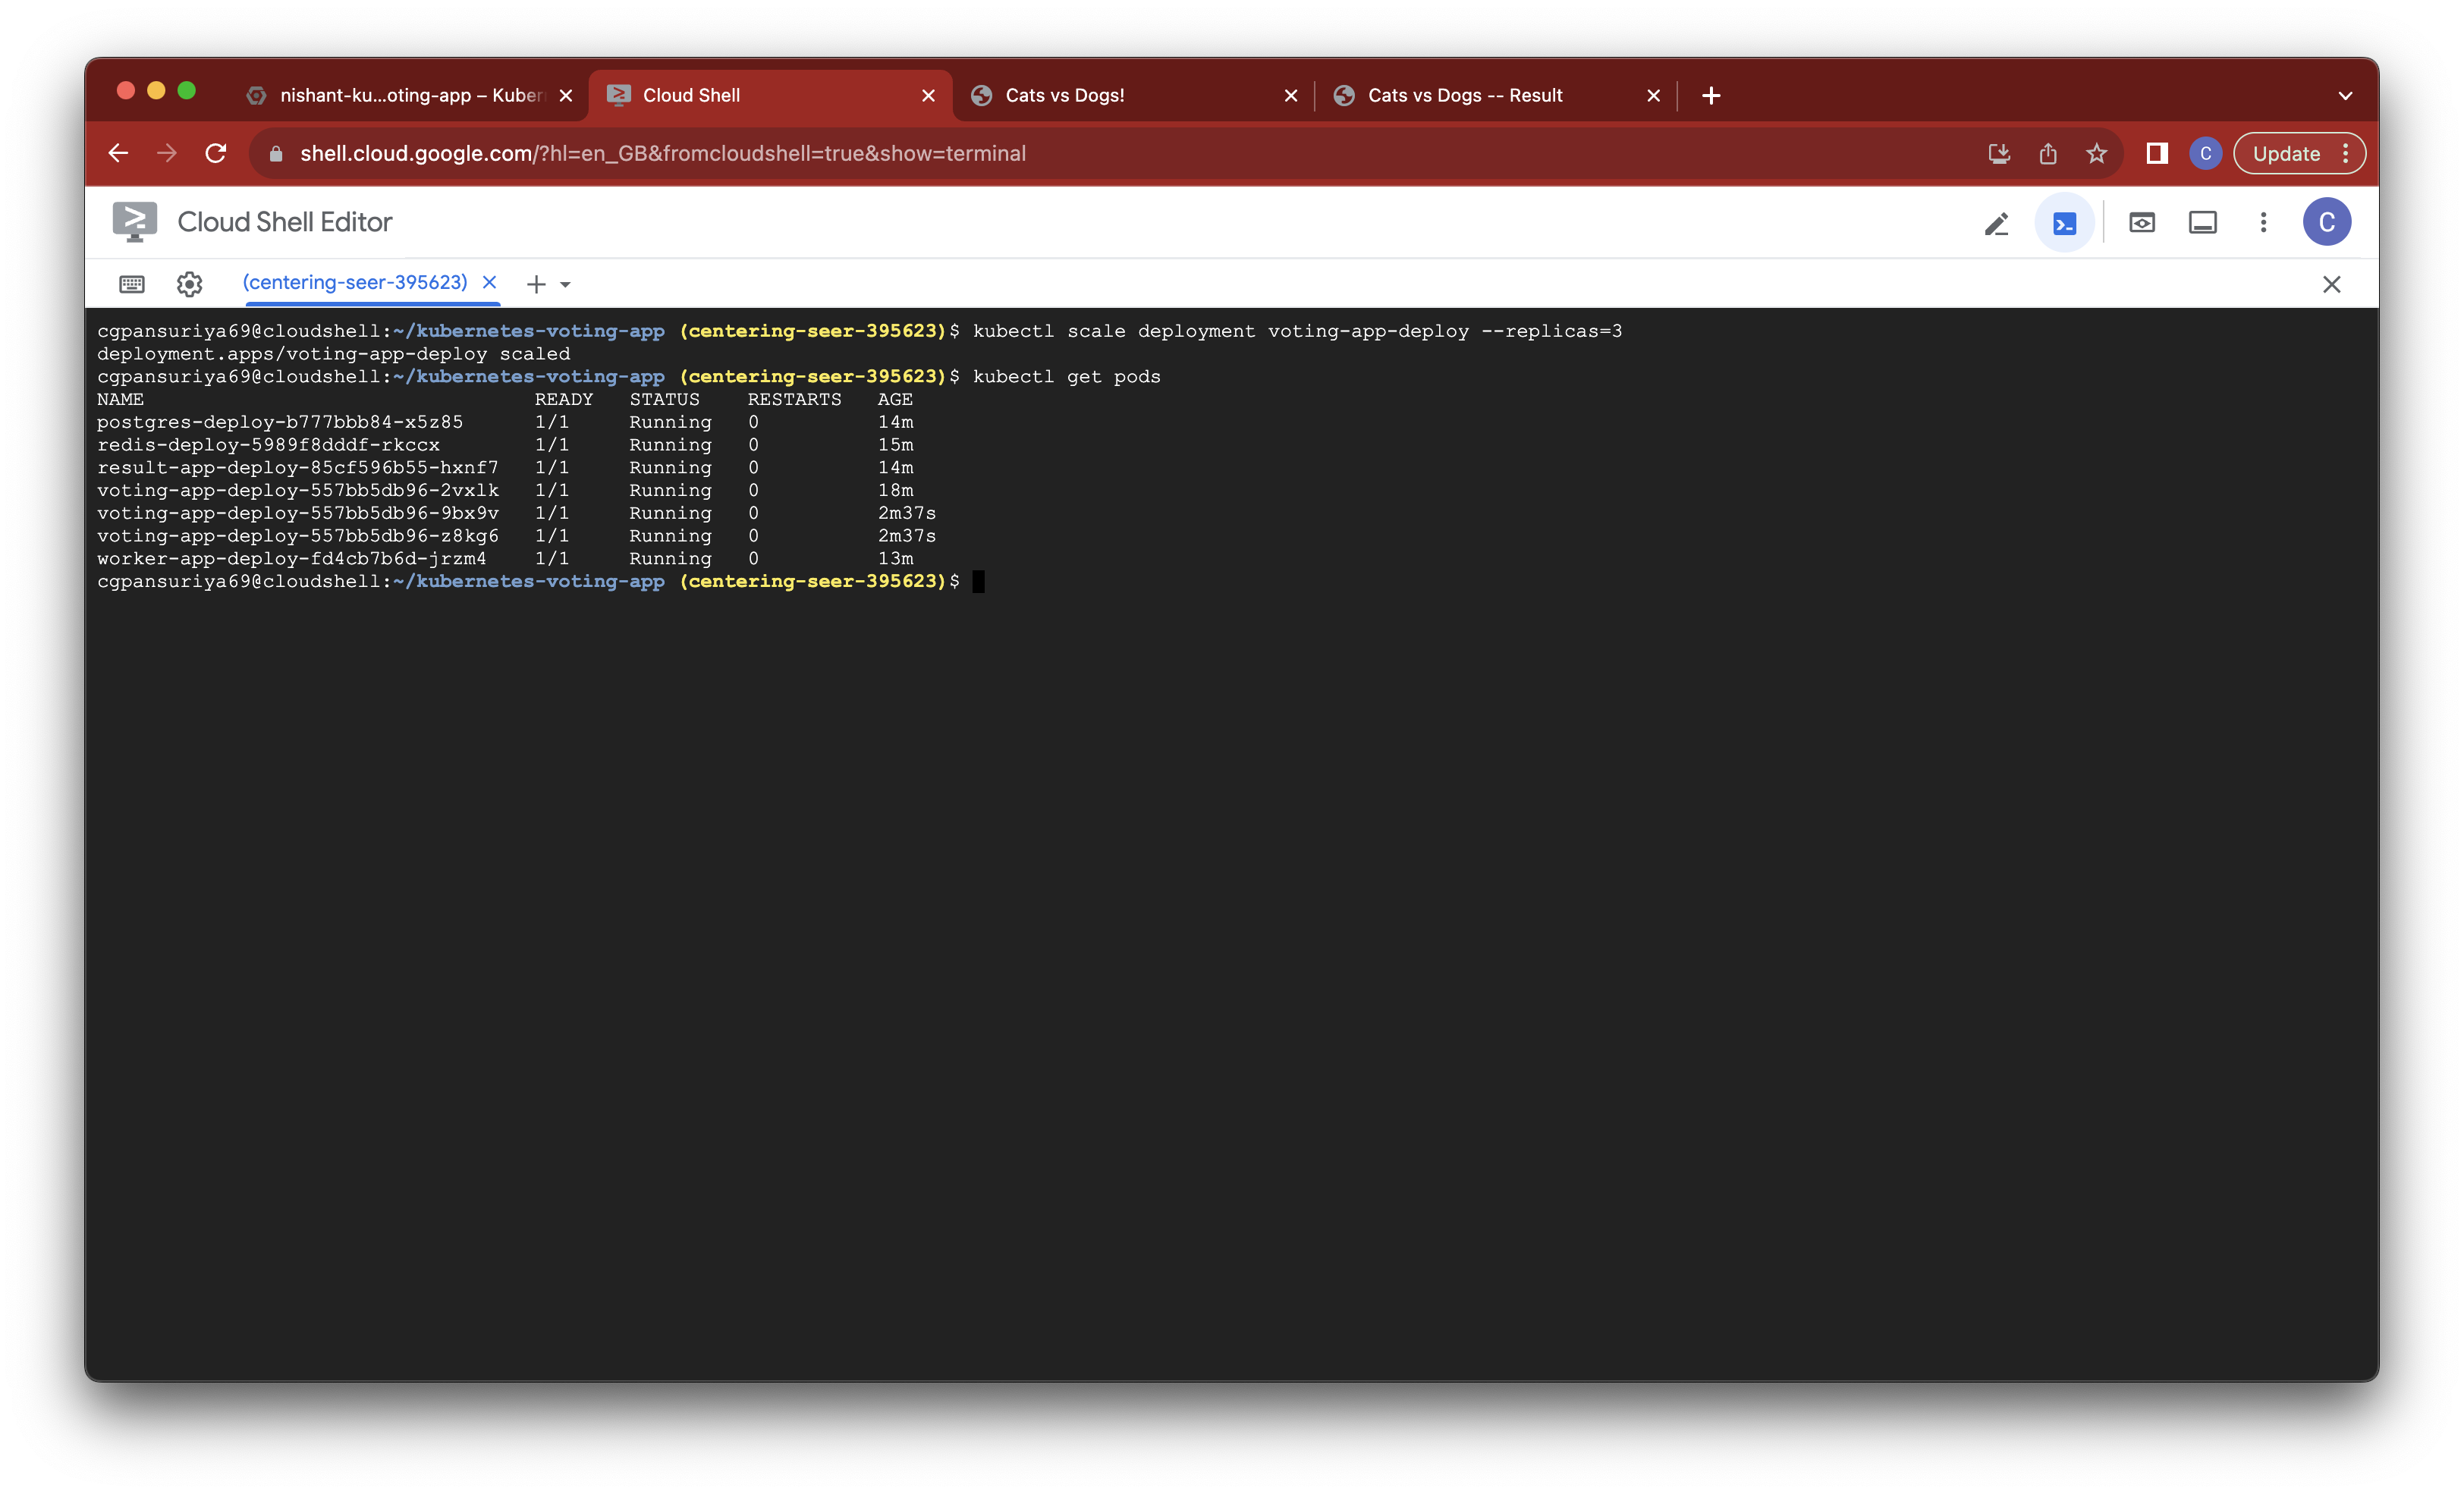 nishant-ku...oting-app – Kuber
Cloud Shell
Cats vs Dogs!
Cats vs Dogs -- Result
shell.cloud.google.com/?hl=en_GB&fromcloudshell=true&show=terminal
C
Update
Cloud Shell Editor
C
(centering-seer-395623)
cgpansuriya69@cloudshell:~/kubernetes-voting-app (centering-seer-395623)$ kubectl scale deployment voting-app-deploy --replicas=3
deployment.apps/voting-app-deploy scaled
cgpansuriya69@cloudshell:~/kubernetes-voting-app (centering-seer-395623)$ kubectl get pods
NAME READY STATUS RESTARTS AGE
postgres-deploy-b777bbb84-x5z85 1/1 Running 0 14m
redis-deploy-5989f8dddf-rkccx 1/1 Running 0 15m
result-app-deploy-85cf596b55-hxnf7 1/1 Running 0 14m
voting-app-deploy-557bb5db96-2vxlk 1/1 Running 0 18m
voting-app-deploy-557bb5db96-9bx9v 1/1 Running 0 2m37s
voting-app-deploy-557bb5db96-z8kg6 1/1 Running 0 2m37s
worker-app-deploy-fd4cb7b6d-jrzm4 1/1 Running 0 13m
cgpansuriya69@cloudshell:~/kubernetes-voting-app (centering-seer-395623)$